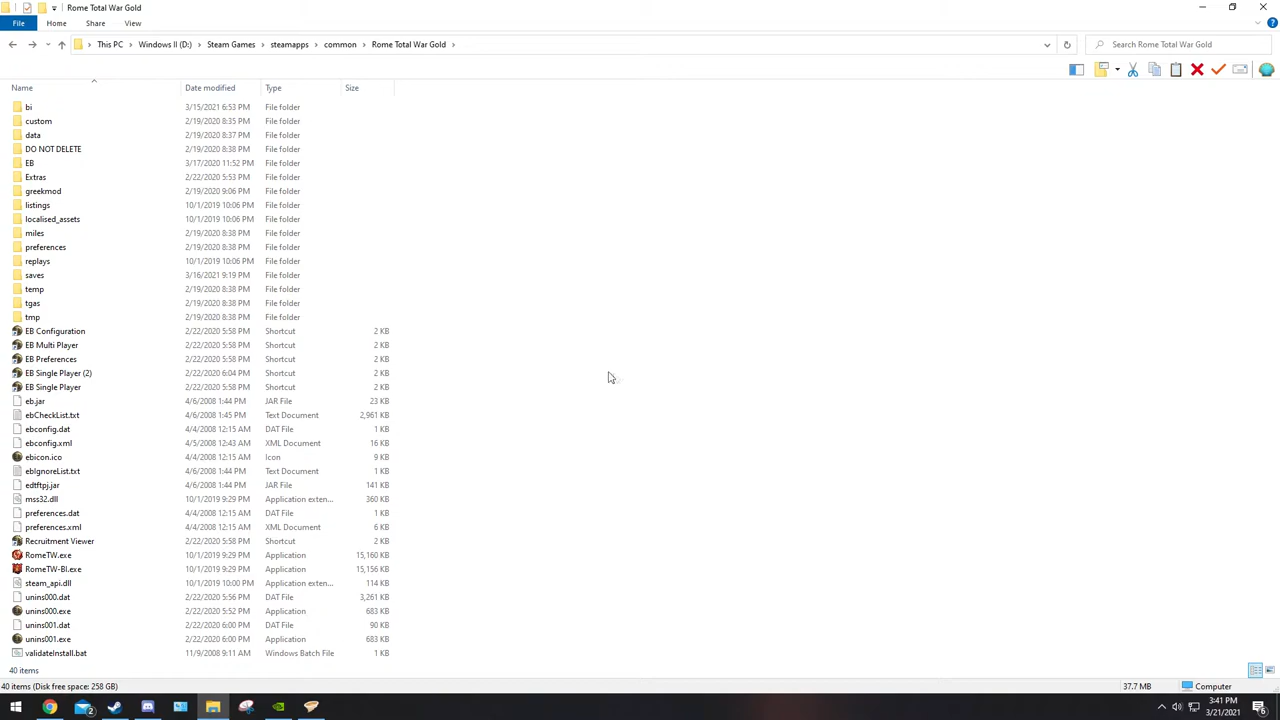 Rome Total War Gold
File Home Share View
This PC Windows II (D:) Steam Games steamapps common Rome Total War Gold Search Rome Total War Gold
Name Date modified Type Size
bi 3/15/2021 6:53 PM File folder
custom 2/19/2020 8:35 PM File folder
data 2/19/2020 8:37 PM File folder
DO NOT DELETE 2/19/2020 8:38 PM File folder
EB 3/17/2020 11:52 PM File folder
Extras 2/22/2020 5:53 PM File folder
greekmod 2/19/2020 9:06 PM File folder
listings 10/1/2019 10:06 PM File folder
localised_assets 10/1/2019 10:06 PM File folder
miles 2/19/2020 8:38 PM File folder
preferences 2/19/2020 8:38 PM File folder
replays 10/1/2019 10:06 PM File folder
saves 3/16/2021 9:19 PM File folder
temp 2/19/2020 8:38 PM File folder
tgas 2/19/2020 8:38 PM File folder
tmp 2/19/2020 8:38 PM File folder
EB Configuration 2/22/2020 5:58 PM Shortcut 2 KB
EB Multi Player 2/22/2020 5:58 PM Shortcut 2 KB
EB Preferences 2/22/2020 5:58 PM Shortcut 2 KB
EB Single Player (2) 2/22/2020 6:04 PM Shortcut 2 KB
EB Single Player 2/22/2020 5:58 PM Shortcut 2 KB
eb.jar 4/6/2008 1:44 PM JAR File 23 KB
ebCheckList.txt 4/6/2008 1:45 PM Text Document 2,961 KB
ebconfig.dat 4/4/2008 12:15 AM DAT File 1 KB
ebconfig.xml 4/5/2008 12:43 AM XML Document 16 KB
ebicon.ico 4/4/2008 12:15 AM Icon 9 KB
ebIgnoreList.txt 4/6/2008 1:44 PM Text Document 1 KB
edtftpj.jar 4/6/2008 1:44 PM JAR File 141 KB
mss32.dll 10/1/2019 9:29 PM Application exten... 360 KB
preferences.dat 4/4/2008 12:15 AM DAT File 1 KB
preferences.xml 4/4/2008 12:15 AM XML Document 6 KB
Recruitment Viewer 2/22/2020 5:58 PM Shortcut 2 KB
RomeTW.exe 10/1/2019 9:29 PM Application 15,160 KB
RomeTW-BI.exe 10/1/2019 9:29 PM Application 15,156 KB
steam_api.dll 10/1/2019 10:00 PM Application exten... 114 KB
unins000.dat 2/22/2020 5:56 PM DAT File 3,261 KB
unins000.exe 2/22/2020 5:52 PM Application 683 KB
unins001.dat 2/22/2020 6:00 PM DAT File 90 KB
unins001.exe 2/22/2020 6:00 PM Application 683 KB
validateInstall.bat 11/9/2008 9:11 AM Windows Batch File 1 KB
40 items
40 items (Disk free space: 258 GB) 37.7 MB Computer
2 3:41 PM
3/21/2021 6